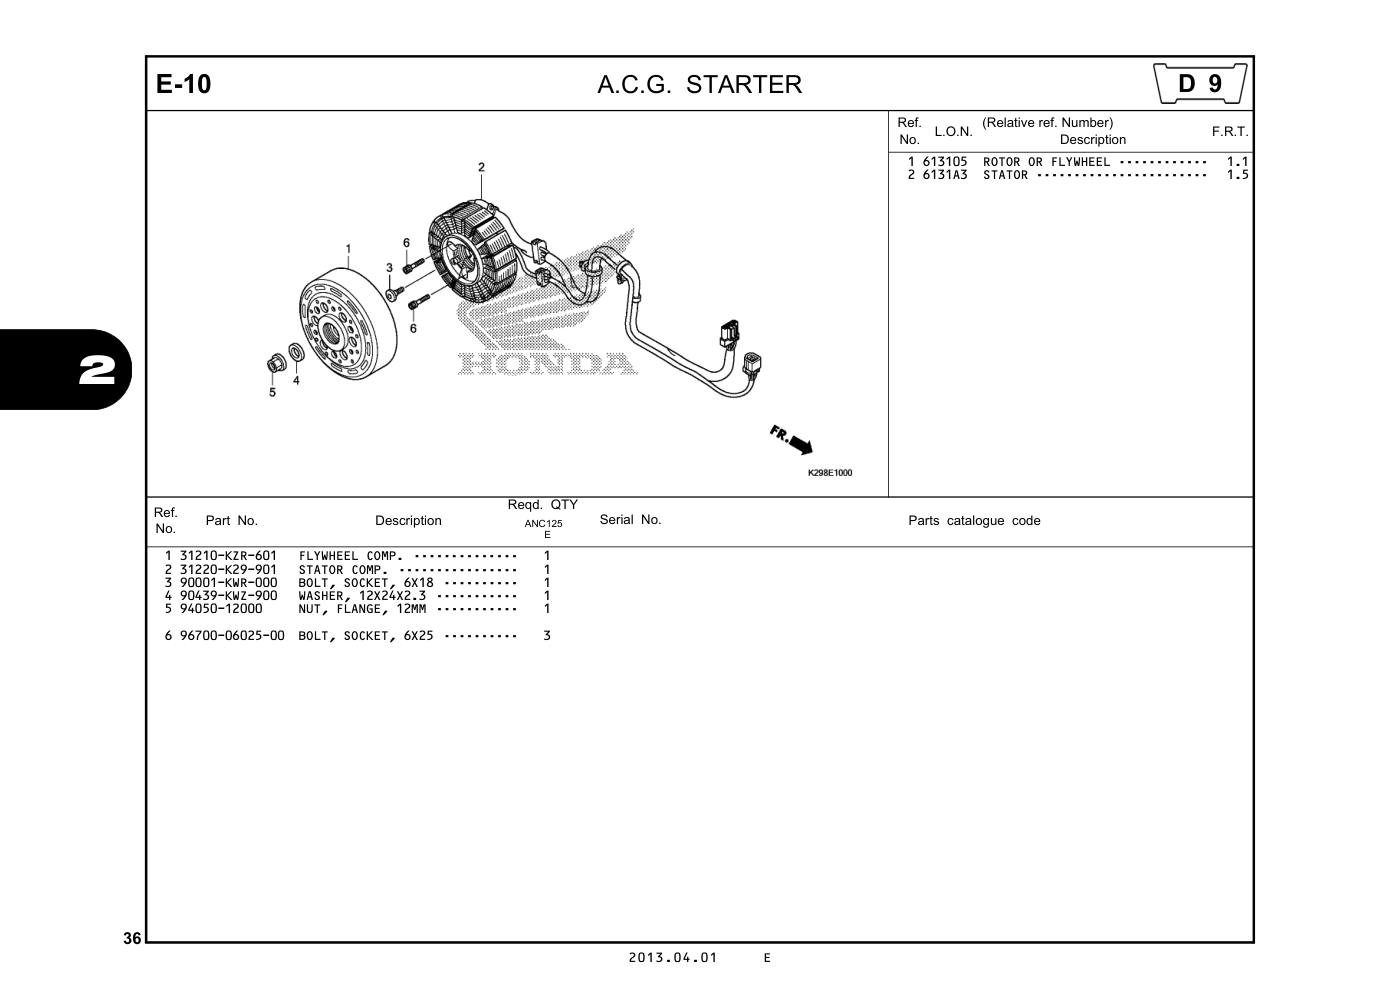 E-10
A.C.G. STARTER
D 9
Ref. No. L.O.N. (Relative ref. Number) Description F.R.T.
1 613105 ROTOR OR FLYWHEEL ············ 1.1
2 6131A3 STATOR ······················· 1.5
2
1
6
3
6
4
5
HONDA
FR.
K298E1000
2
Ref. No. Part No. Description Reqd. QTY ANC125 E Serial No. Parts catalogue code
1 31210-KZR-601 FLYWHEEL COMP. ·············· 1
2 31220-K29-901 STATOR COMP. ················ 1
3 90001-KWR-000 BOLT, SOCKET, 6X18 ·········· 1
4 90439-KWZ-900 WASHER, 12X24X2.3 ··········· 1
5 94050-12000 NUT, FLANGE, 12MM ··········· 1
6 96700-06025-00 BOLT, SOCKET, 6X25 ·········· 3
36
2013.04.01 E